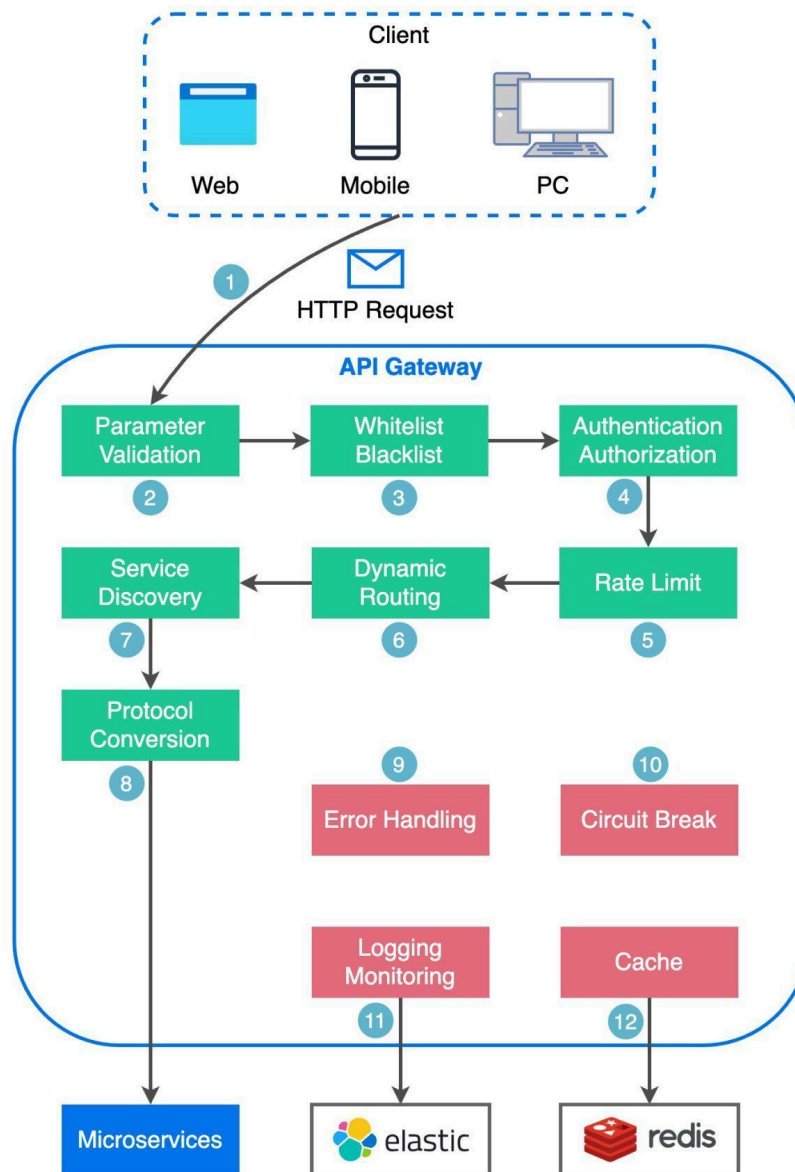 Client
Web
Mobile
PC
1
HTTP Request
API Gateway
Parameter
Validation
Whitelist
Blacklist
Authentication
Authorization
2
3
4
Service
Discovery
Dynamic
Routing
Rate Limit
7
6
5
Protocol
Conversion
8
9
10
Error Handling
Circuit Break
Logging
Monitoring
Cache
11
12
Microservices
elastic
redis